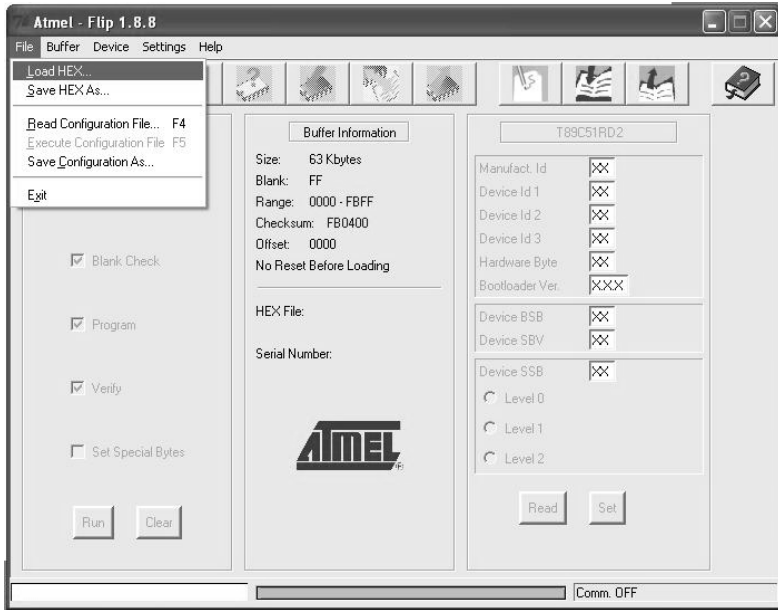 Atmel - Flip 1.8.8
File Buffer Device Settings Help
Load HEX...
Save HEX As...
Read Configuration File... F4
Execute Configuration File F5
Save Configuration As...
Exit
Blank Check
Program
Verify
Set Special Bytes
Run Clear
Buffer Information
Size: 63 Kbytes
Blank: FF
Range: 0000 - FBFF
Checksum: FB0400
Offset: 0000
No Reset Before Loading
HEX File:
Serial Number:
ATMEL
T89C51RD2
Manufact. Id XX
Device Id 1 XX
Device Id 2 XX
Device Id 3 XX
Hardware Byte XX
Bootloader Ver. XXX
Device BSB XX
Device SBV XX
Device SSB XX
Level 0
Level 1
Level 2
Read Set
Comm. OFF